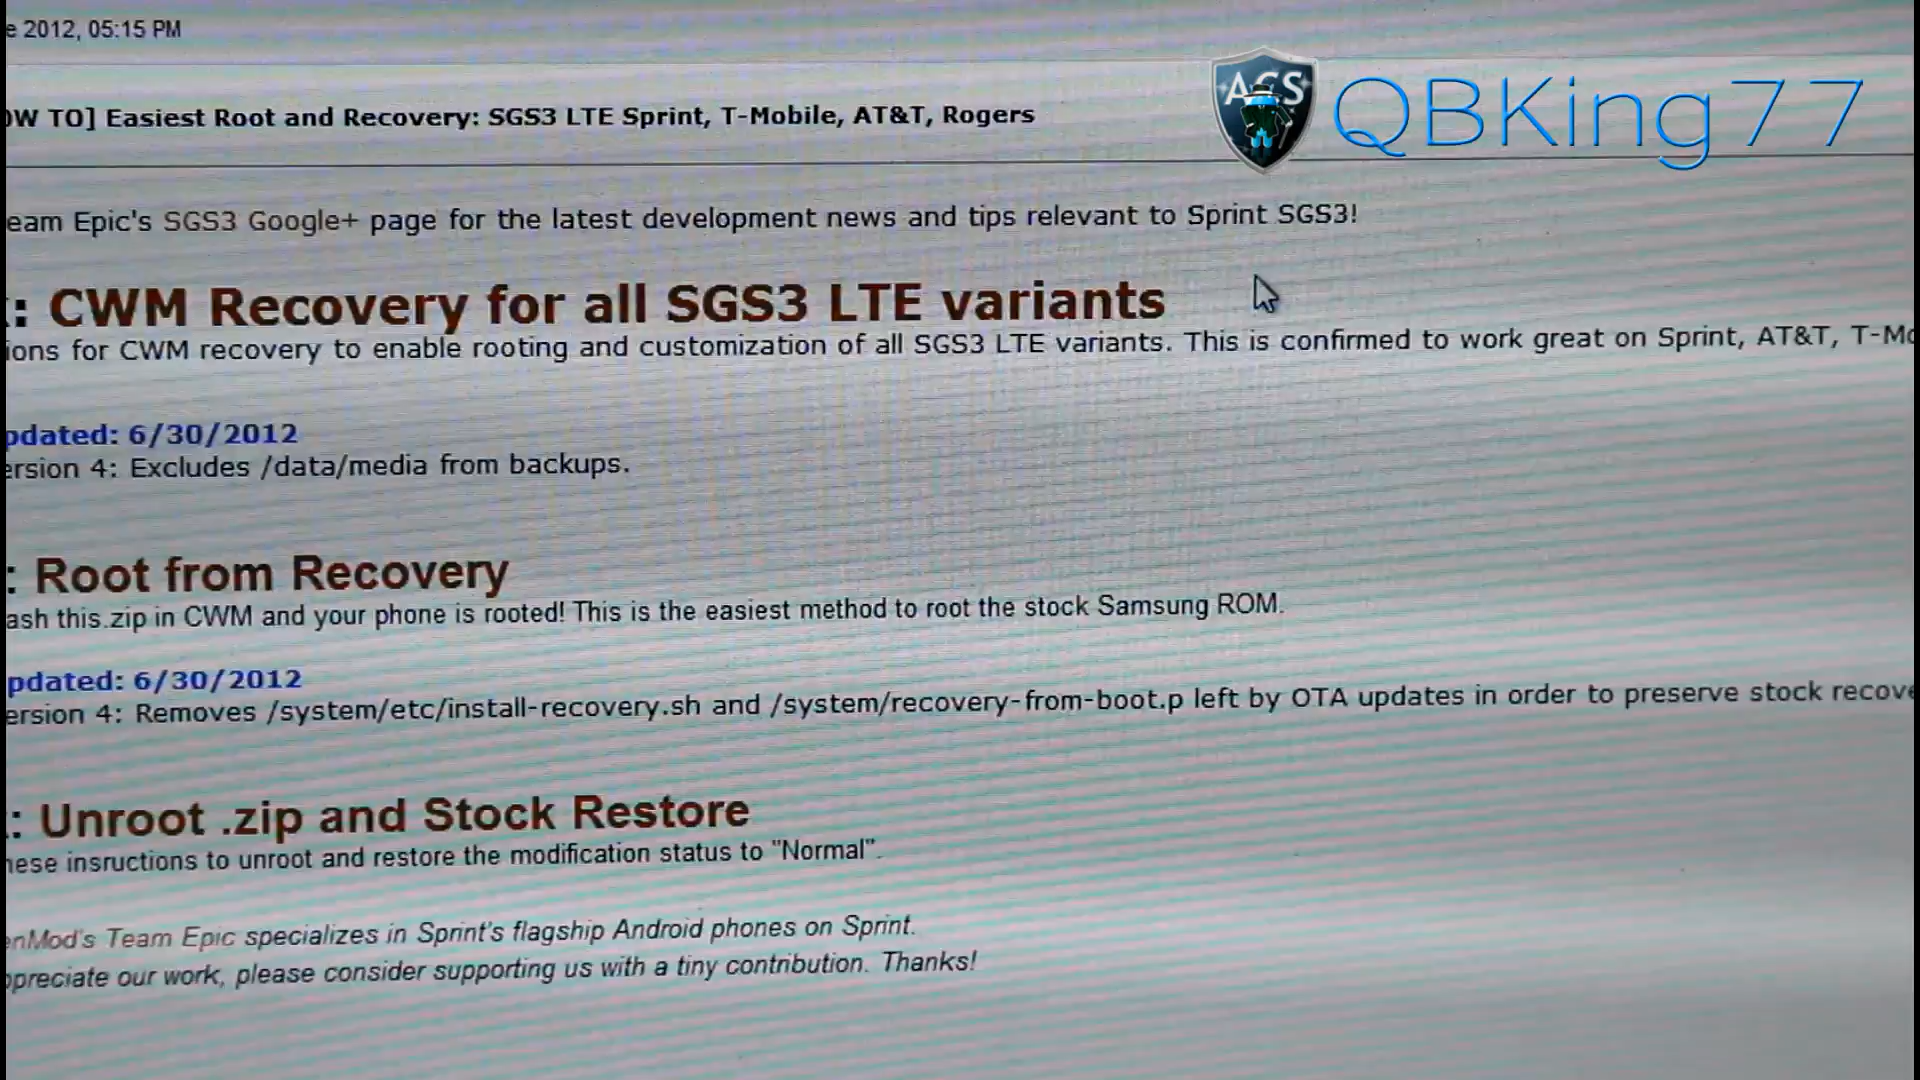 e 2012, 05:15 PM
ACS
QBKing77
OW TO] Easiest Root and Recovery: SGS3 LTE Sprint, T-Mobile, AT&T, Rogers
eam Epic's SGS3 Google+ page for the latest development news and tips relevant to Sprint SGS3!
: CWM Recovery for all SGS3 LTE variants
ions for CWM recovery to enable rooting and customization of all SGS3 LTE variants. This is confirmed to work great on Sprint, AT&T, T-Mo
pdated: 6/30/2012
ersion 4: Excludes /data/media from backups.
: Root from Recovery
ash this.zip in CWM and your phone is rooted! This is the easiest method to root the stock Samsung ROM.
pdated: 6/30/2012
ersion 4: Removes /system/etc/install-recovery.sh and /system/recovery-from-boot.p left by OTA updates in order to preserve stock recove
: Unroot .zip and Stock Restore
hese insructions to unroot and restore the modification status to "Normal".
enMod's Team Epic specializes in Sprint's flagship Android phones on Sprint.
ppreciate our work, please consider supporting us with a tiny contribution. Thanks!